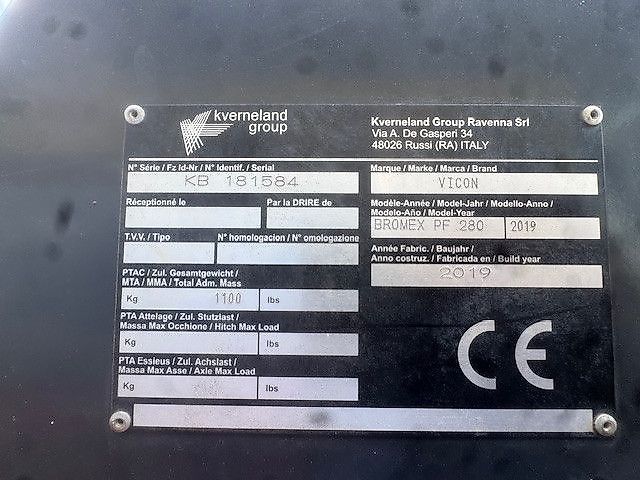 kverneland
group
Kverneland Group Ravenna Srl
Via A. De Gasperi 34
48026 Russi (RA) ITALY
N° Série / Fz Id-Nr / N° Identif. / Serial
KB 181584
Réceptionné le
Par la DRIRE de
T.V.V. / Tipo
N° homologacion / N° omologazione
PTAC / Zul. Gesamtgewicht /
MTA / MMA / Total Adm. Mass
Kg 1100 lbs
PTA Attelage / Zul. Stutzlast /
Massa Max Occhione / Hitch Max Load
Kg lbs
PTA Essieus / Zul. Achslast /
Massa Max Asse / Axle Max Load
Kg lbs
Marque / Marke / Marca / Brand
VICON
Modèle-Année / Model-Jahr / Modello-Anno /
Modelo-Año / Model-Year
BROMEX PF 280 2019
Année Fabric. / Baujahr /
Anno costruz. / Fabricada en / Build year
2019
CE